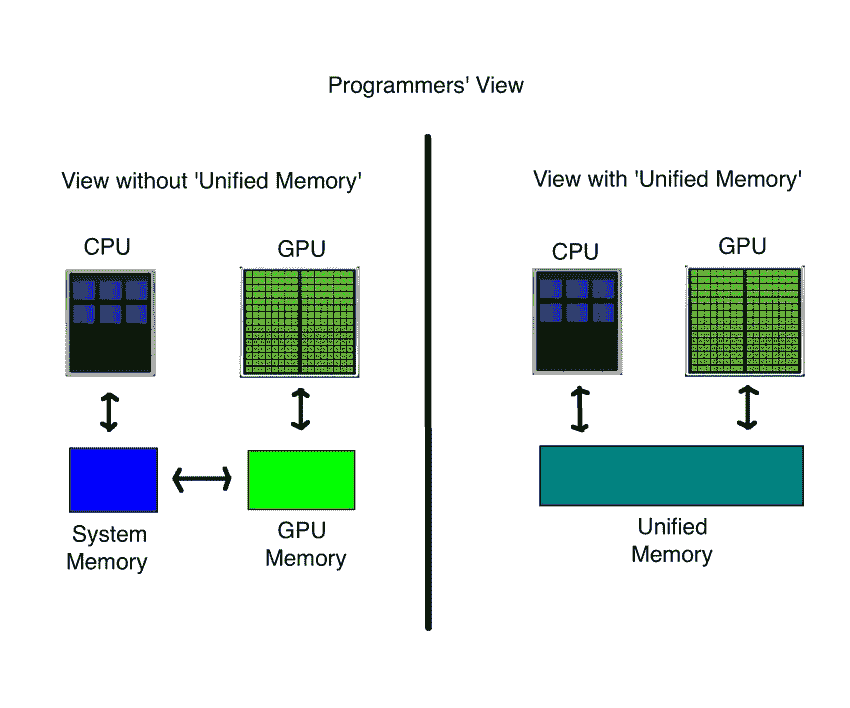 Programmers' View
View without 'Unified Memory'
CPU
GPU
System
Memory
GPU
Memory
View with 'Unified Memory'
CPU
GPU
Unified
Memory